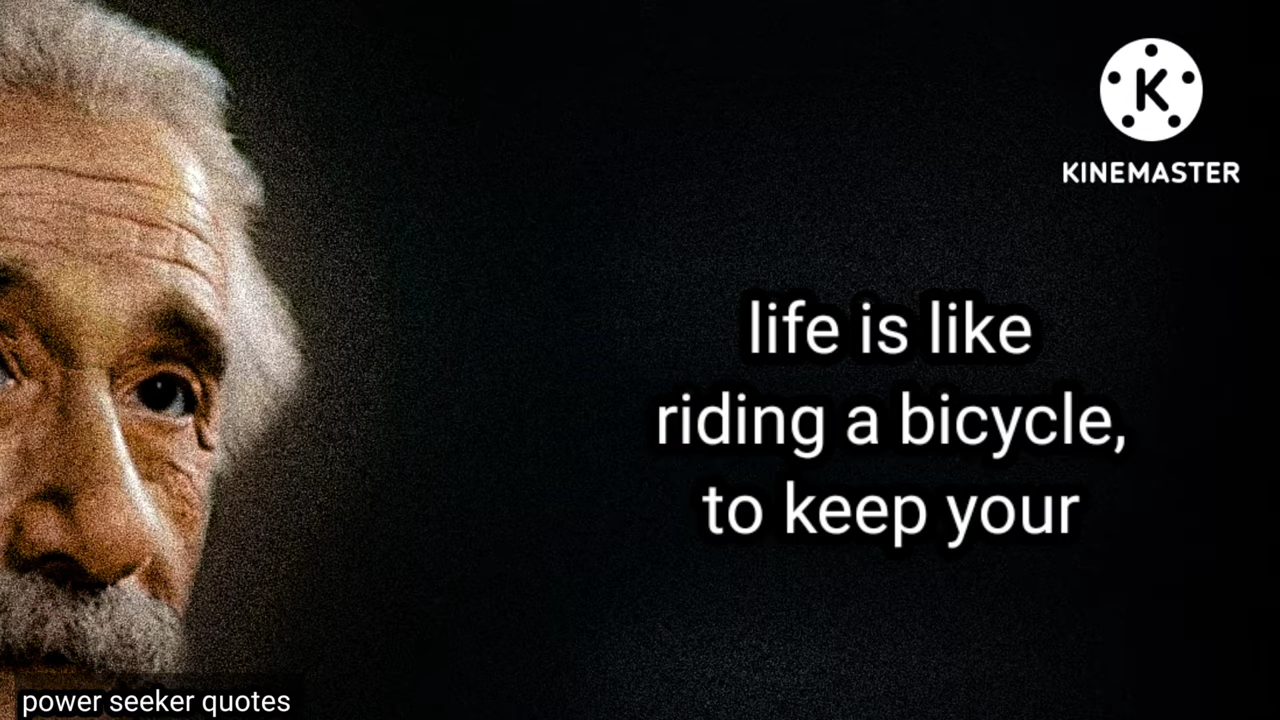 K
KINEMASTER
life is like
riding a bicycle,
to keep your
power seeker quotes